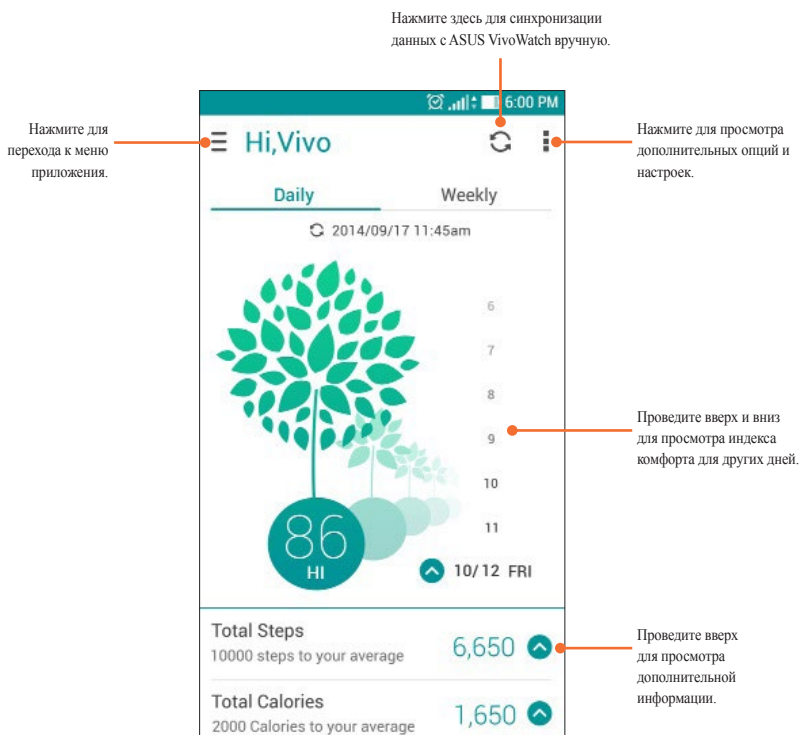 Нажмите здесь для синхронизации
данных с ASUS VivoWatch вручную.
Нажмите для
перехода к меню
приложения.
6:00 PM
Hi,Vivo
Нажмите для просмотра
дополнительных опций и
настроек.
Daily Weekly
2014/09/17 11:45am
6
7
8
9
10
11
Проведите вверх и вниз
для просмотра индекса
комфорта для других дней.
86
HI
10/12 FRI
Total Steps
10000 steps to your average
6,650
Проведите вверх
для просмотра
дополнительной
информации.
Total Calories
2000 Calories to your average
1,650